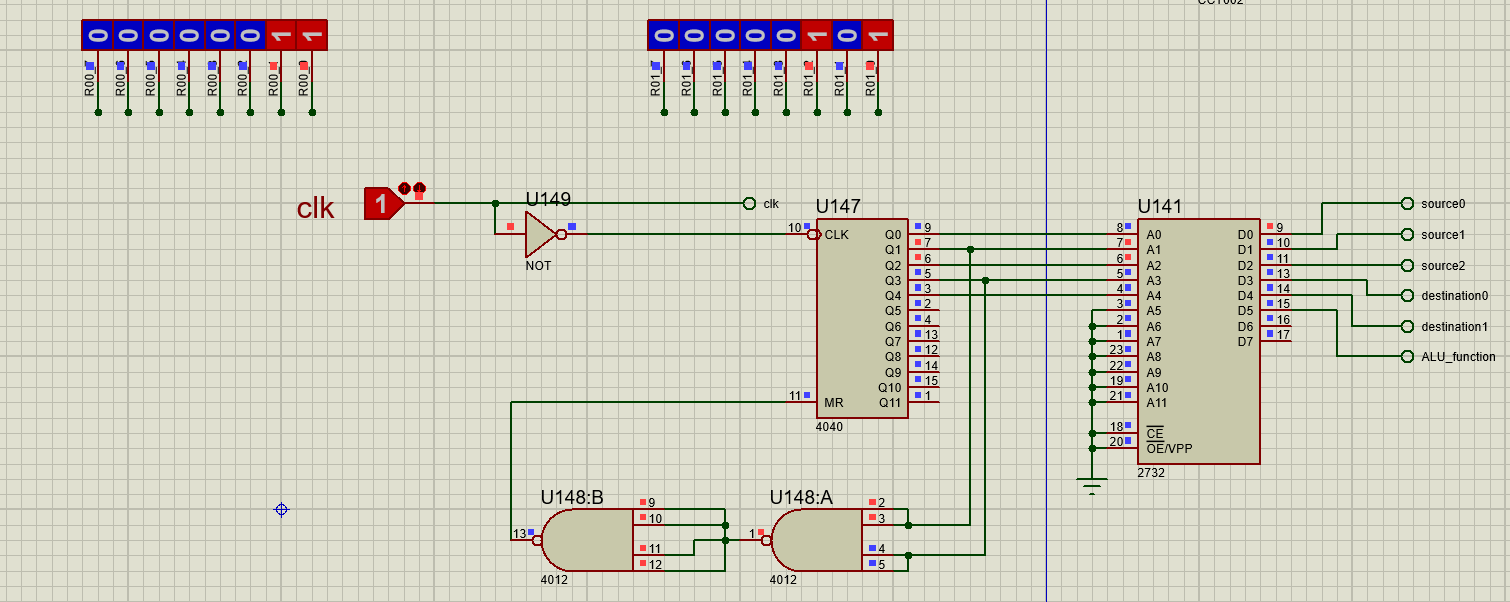 0 0 0 0 0 0 1 1
0 0 0 0 0 1 0 1
clk
1
U149
NOT
clk
U147
10 CLK
11 MR
Q0 9
Q1 7
Q2 6
Q3 5
Q4 3
Q5 2
Q6 4
Q7 13
Q8 12
Q9 14
Q10 15
Q11 1
4040
U141
8 A0
7 A1
6 A2
5 A3
4 A4
3 A5
2 A6
1 A7
23 A8
22 A9
19 A10
21 A11
18 CE
20 OE/VPP
D0 9
D1 10
D2 11
D3 13
D4 14
D5 15
D6 16
D7 17
2732
source0
source1
source2
destination0
destination1
ALU_function
U148:B
13
9
10
11
12
4012
U148:A
1
2
3
4
5
4012